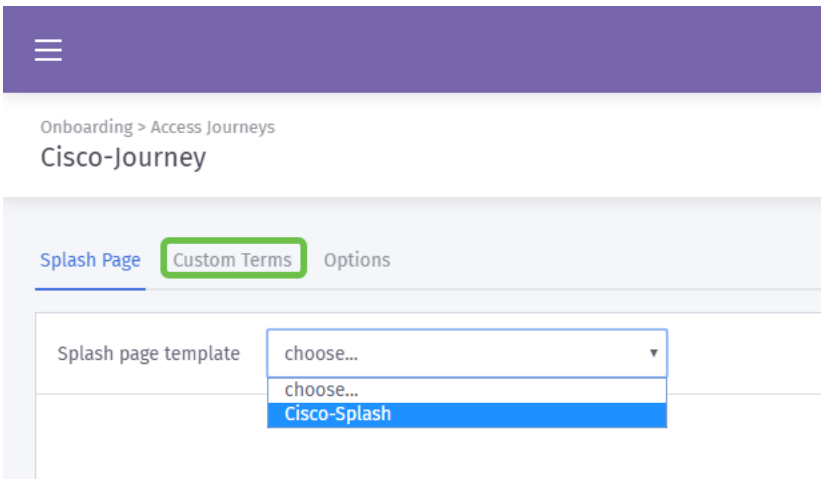 Onboarding > Access Journeys
Cisco-Journey
Splash Page Custom Terms Options
Splash page template choose...
choose...
Cisco-Splash